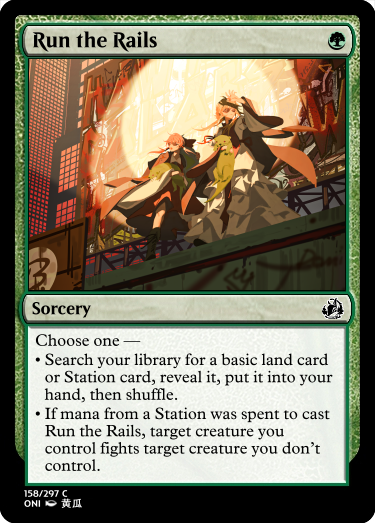 Run the Rails
Sorcery
Choose one —
• Search your library for a basic land card
or Station card, reveal it, put it into your
hand, then shuffle.
• If mana from a Station was spent to cast
Run the Rails, target creature you
control fights target creature you don't
control.
158/297 C
ONI 黄瓜